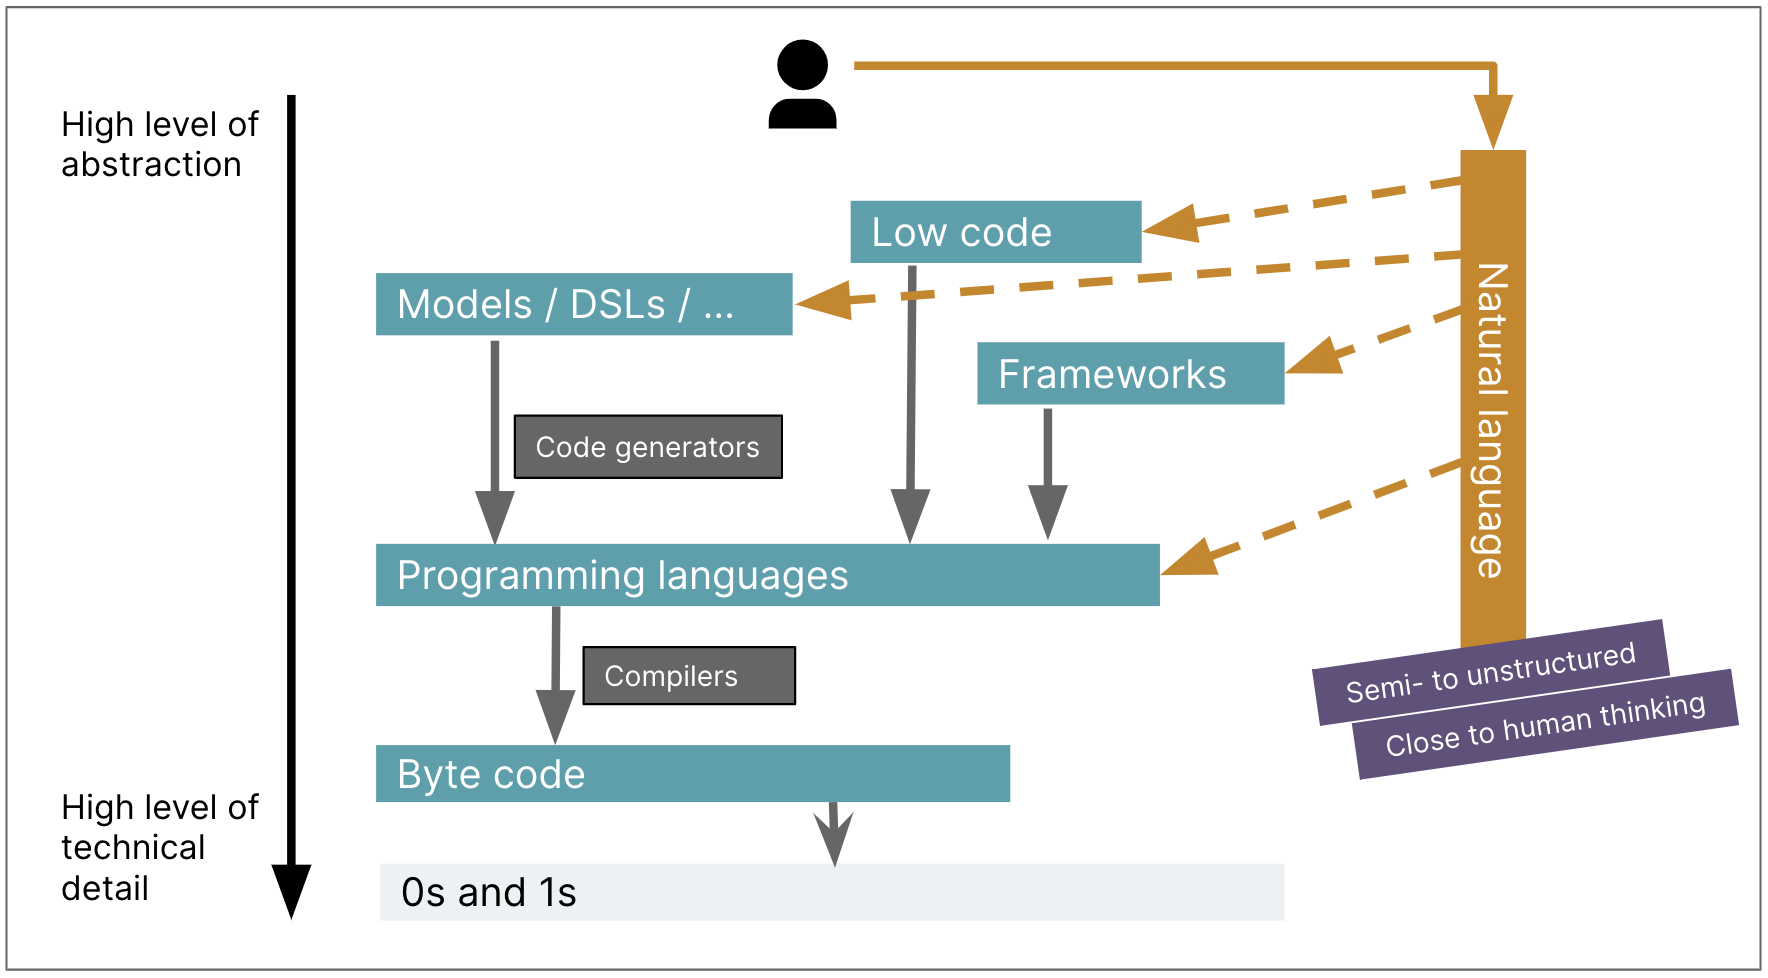 High level of
abstraction
Low code
Models / DSLs / ...
Frameworks
Natural language
Code generators
Programming languages
Compilers
Semi- to unstructured
Close to human thinking
Byte code
High level of
technical
detail
0s and 1s